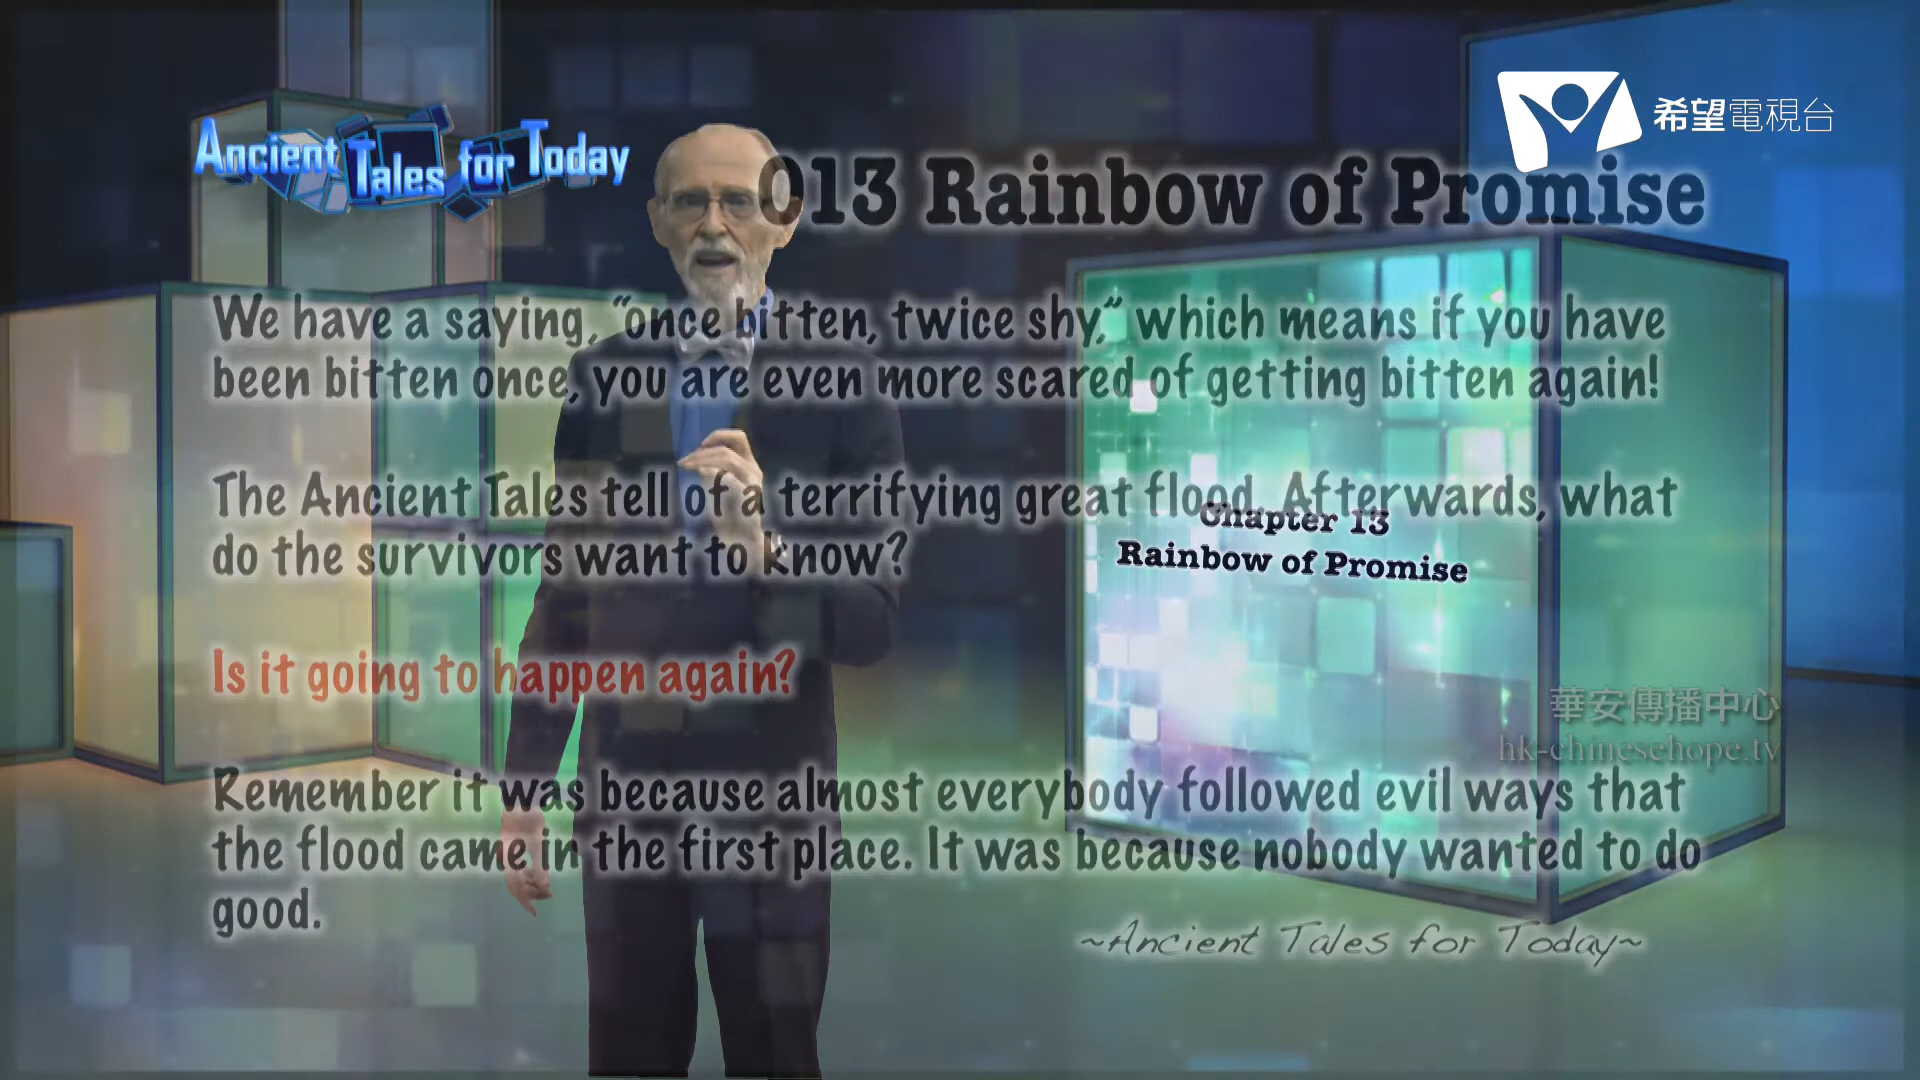 希望電視台
Ancient Tales for Today
013 Rainbow of Promise
We have a saying, “once bitten, twice shy,” which means if you have
been bitten once, you are even more scared of getting bitten again!
The Ancient Tales tell of a terrifying great flood. Afterwards, what
do the survivors want to know?
Chapter 13
Rainbow of Promise
Is it going to happen again?
華安傳播中心
hk-chinesehope.tv
Remember it was because almost everybody followed evil ways that
the flood came in the first place. It was because nobody wanted to do
good.
~Ancient Tales for Today~